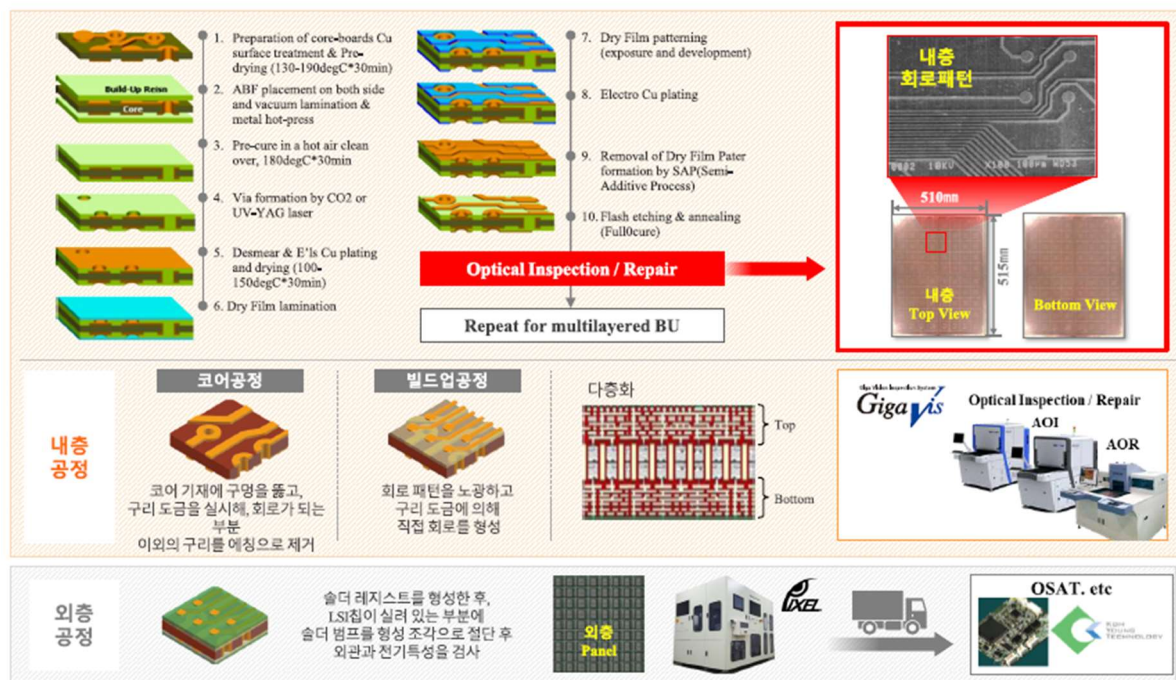 1. Preparation of core-boards Cu
surface treatment & Pre-
drying (130-190degC*30min)
Build-Up Reisn
Core
2. ABF placement on both side
and vacuum lamination &
metal hot-press
3. Pre-cure in a hot air clean
over, 180degC*30min
4. Via formation by CO2 or
UV-YAG laser
5. Desmear & E'ls Cu plating
and drying (100-
150degC*30min)
6. Dry Film lamination
7. Dry Film patterning
(exposure and development)
8. Electro Cu plating
9. Removal of Dry Film Pater
formation by SAP(Semi-
Additive Process)
10. Flash etching & annealing
(Full0cure)
Optical Inspection / Repair
Repeat for multilayered BU
내층
회로패턴
10KV X100 100µm WD53
510mm
515mm
내층
Top View
Bottom View
내층
공정
코어공정
코어 기재에 구멍을 뚫고,
구리 도금을 실시해, 회로가 되는
부분
이외의 구리를 에칭으로 제거
빌드업공정
회로 패턴을 노광하고
구리 도금에 의해
직접 회로를 형성
다층화
Top
Bottom
Giga Vis
Optical Inspection / Repair
AOI
AOR
외층
공정
솔더 레지스트를 형성한 후,
LSI칩이 실려 있는 부분에
솔더 범프를 형성 조각으로 절단 후
외관과 전기특성을 검사
외층
Panel
PIXEL
OSAT. etc
KOH
YOUNG
TECHNOLOGY